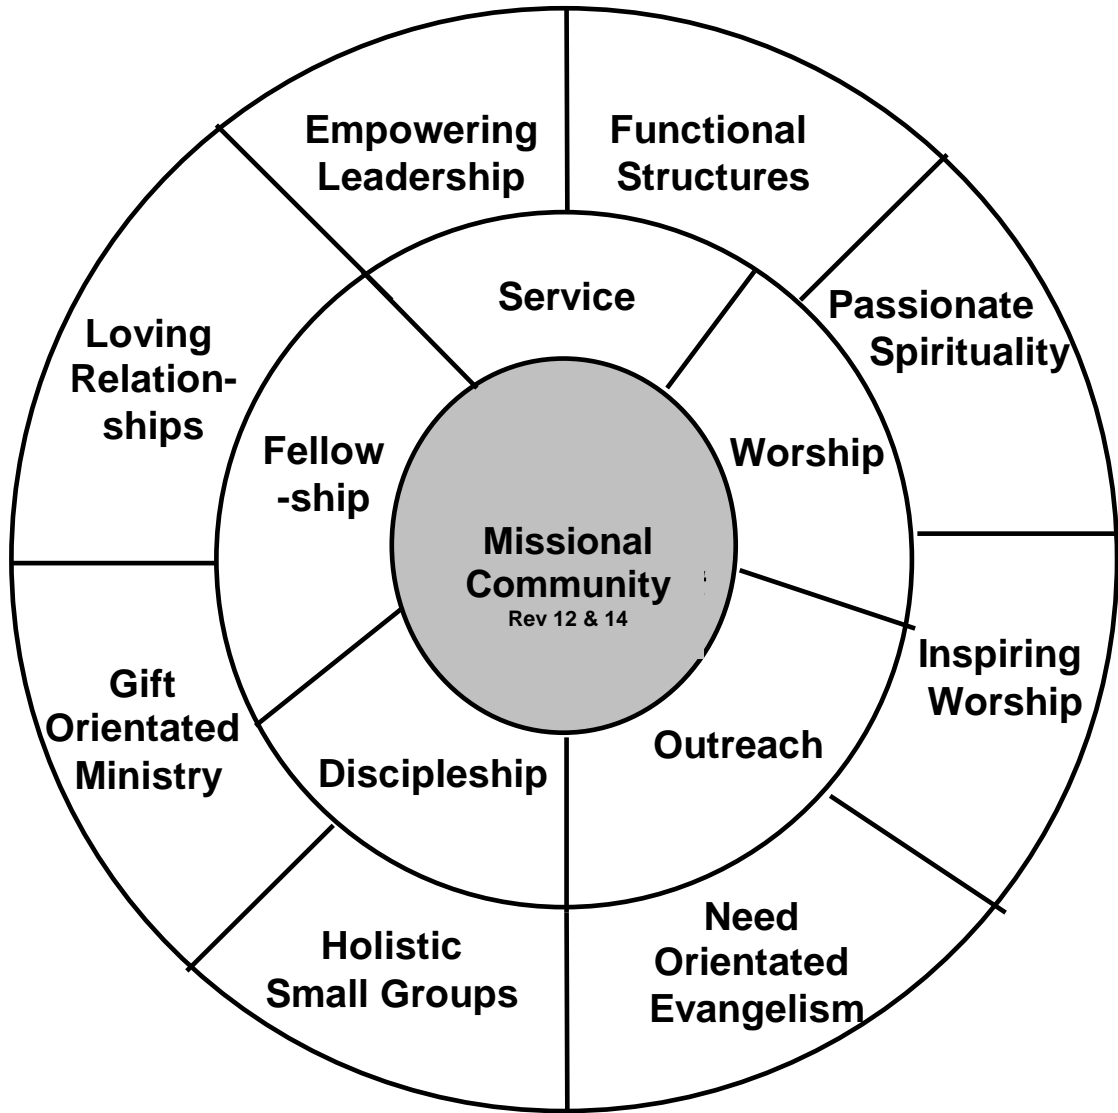 Empowering
Leadership
Functional
Structures
Service
Passionate
Spirituality
Loving
Relation-
ships
Fellow
-ship
Worship
Missional
Community
Rev 12 & 14
Inspiring
Worship
Gift
Orientated
Ministry
Discipleship
Outreach
Need
Orientated
Evangelism
Holistic
Small Groups